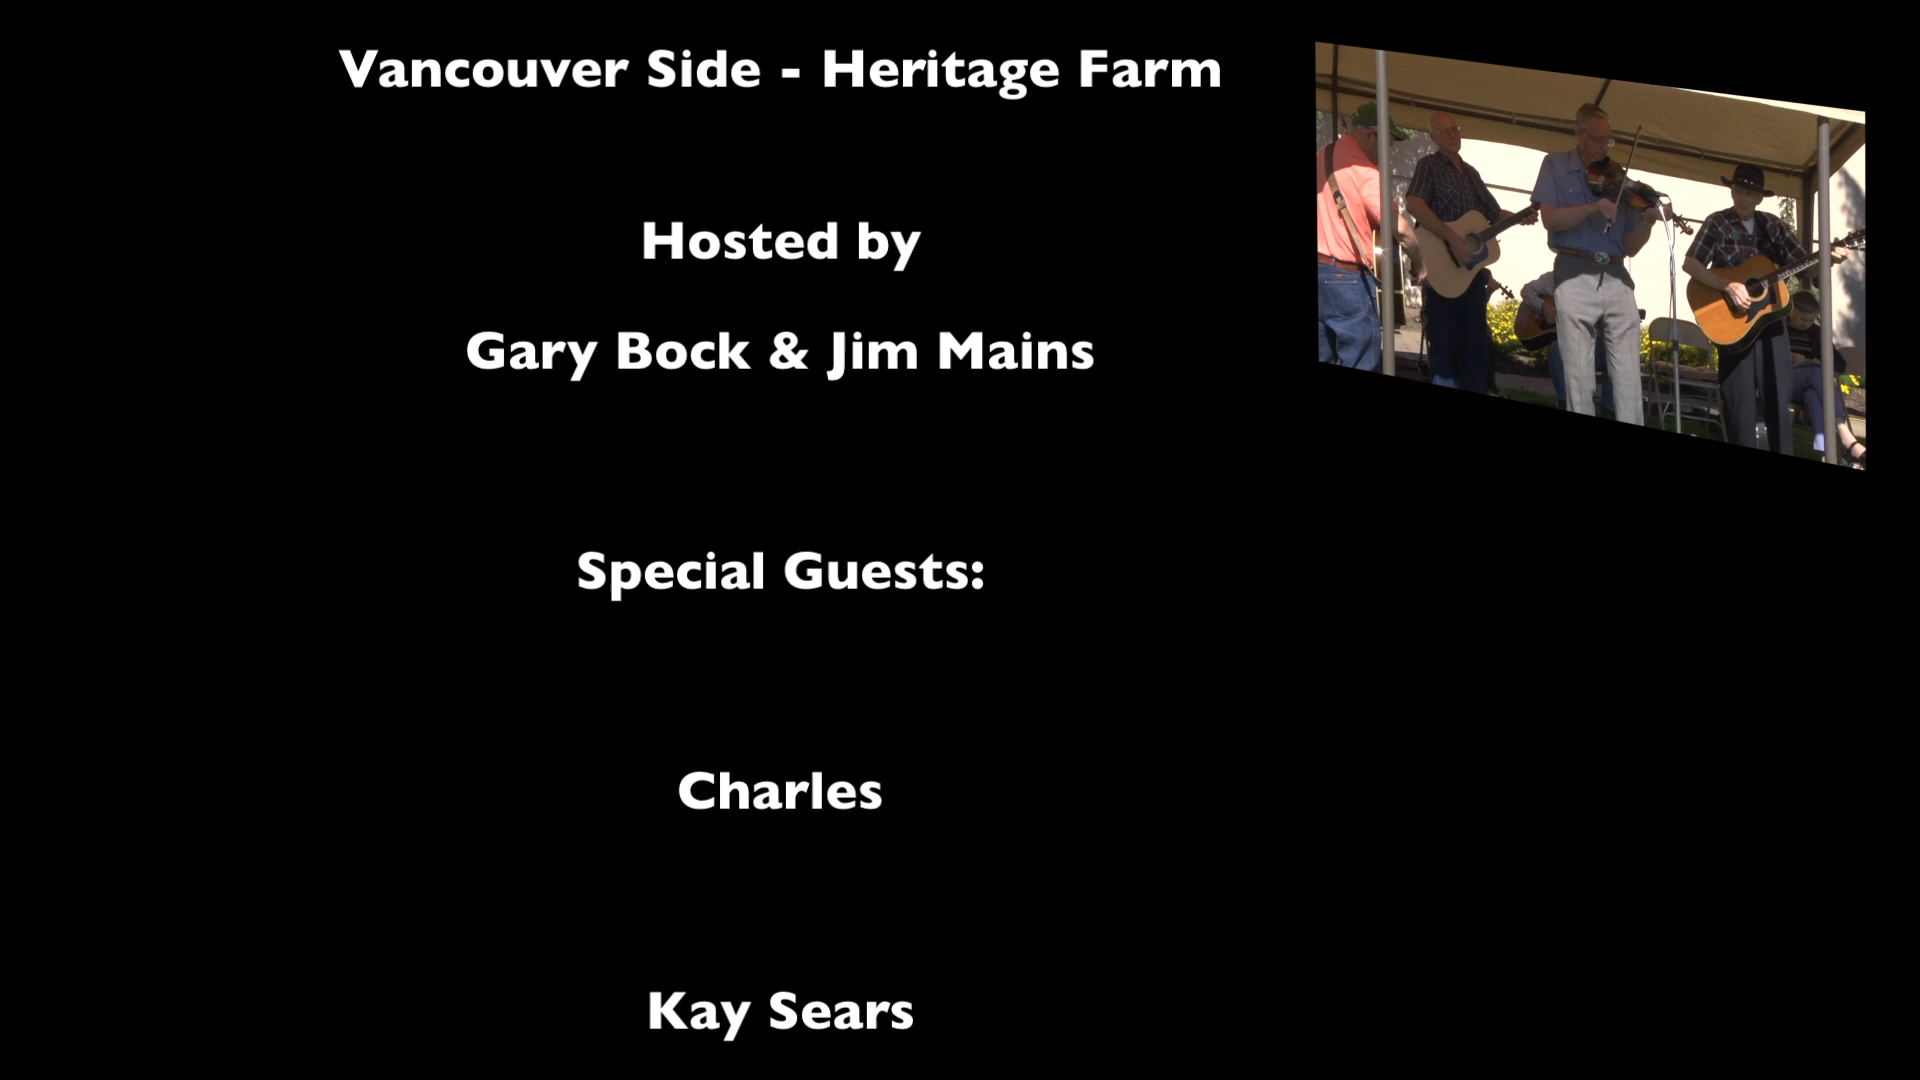 Vancouver Side - Heritage Farm
Hosted by
Gary Bock & Jim Mains
Special Guests:
Charles
Kay Sears